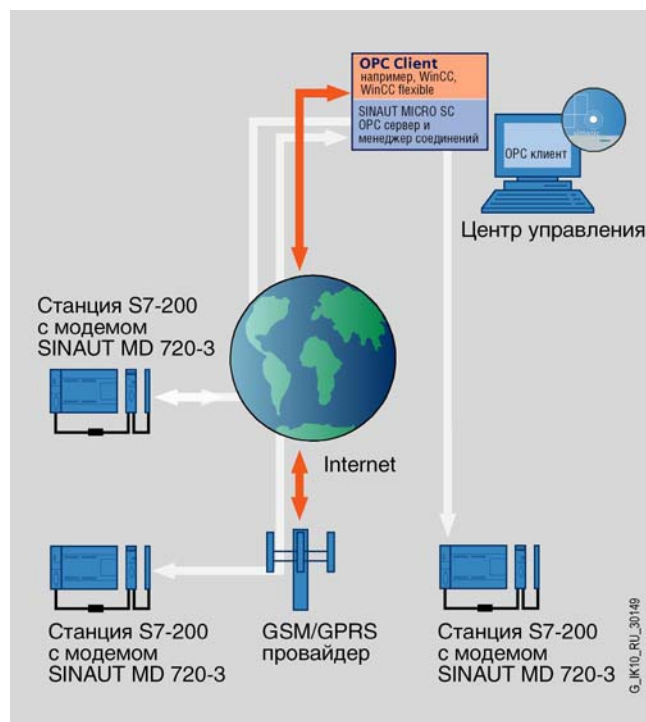 OPC Client
например, WinCC,
WinCC flexible
SINAUT MICRO SC
OPC сервер и
менеджер соединений
OPC клиент
Центр управления
Станция S7-200
с модемом
SINAUT MD 720-3
Internet
Станция S7-200
с модемом
SINAUT MD 720-3
GSM/GPRS
провайдер
Станция S7-200
с модемом
SINAUT MD 720-3
G_IK10_RU_30149